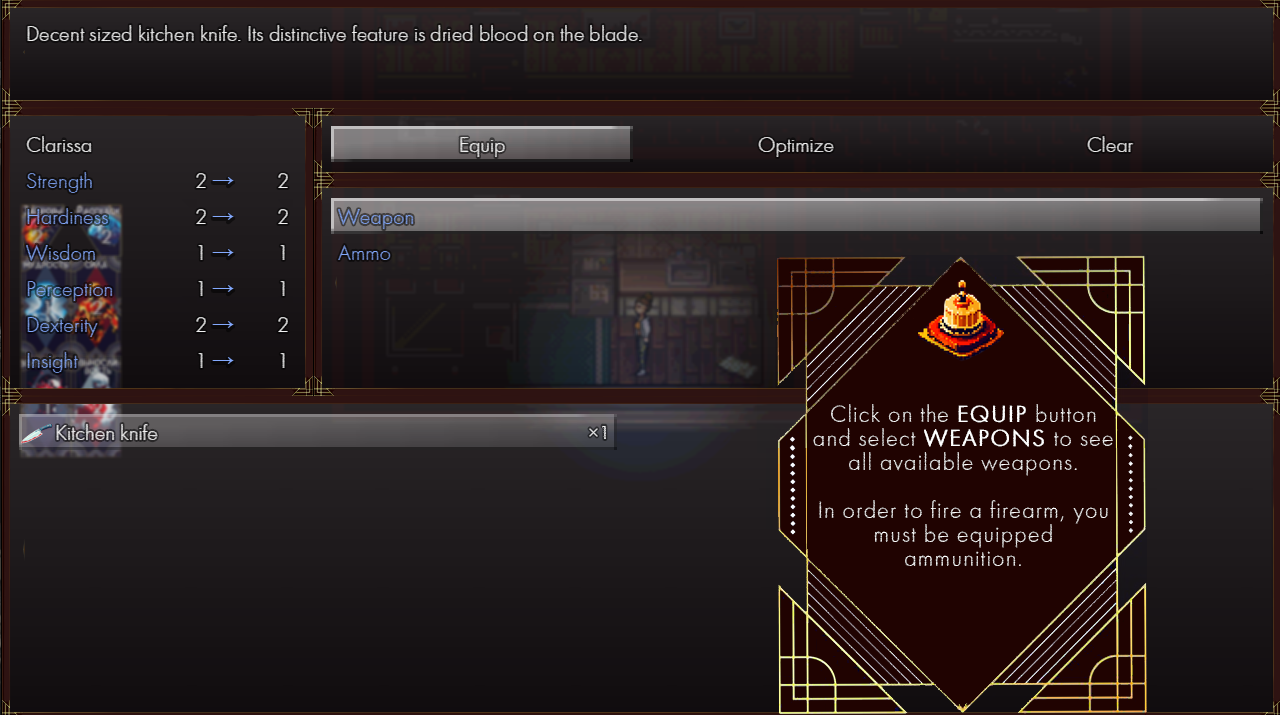 Decent sized kitchen knife. Its distinctive feature is dried blood on the blade.
Clarissa
Strength 2 → 2
Hardiness 2 → 2
Wisdom 1 → 1
Perception 1 → 1
Dexterity 2 → 2
Insight 1 → 1
Equip Optimize Clear
Weapon
Ammo
Kitchen knife ×1
Click on the EQUIP button
and select WEAPONS to see
all available weapons.
In order to fire a firearm, you
must be equipped
ammunition.